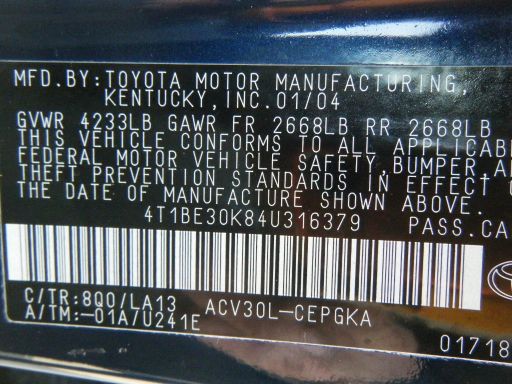 MFD.BY:TOYOTA MOTOR MANUFACTURING,
KENTUCKY,INC.01/04
GVWR 4233LB GAWR FR 2668LB RR 2668LB
THIS VEHICLE CONFORMS TO ALL APPLICABLE
FEDERAL MOTOR VEHICLE SAFETY,BUMPER,A
THEFT PREVENTION STANDARDS IN EFFECT O
THE DATE OF MANUFACTURE SHOWN ABOVE.
4T1BE30K84U316379 PASS.CA
C/TR:8Q0/LA13 ACV30L-CEPGKA
A/TM:-01A/U241E
01718